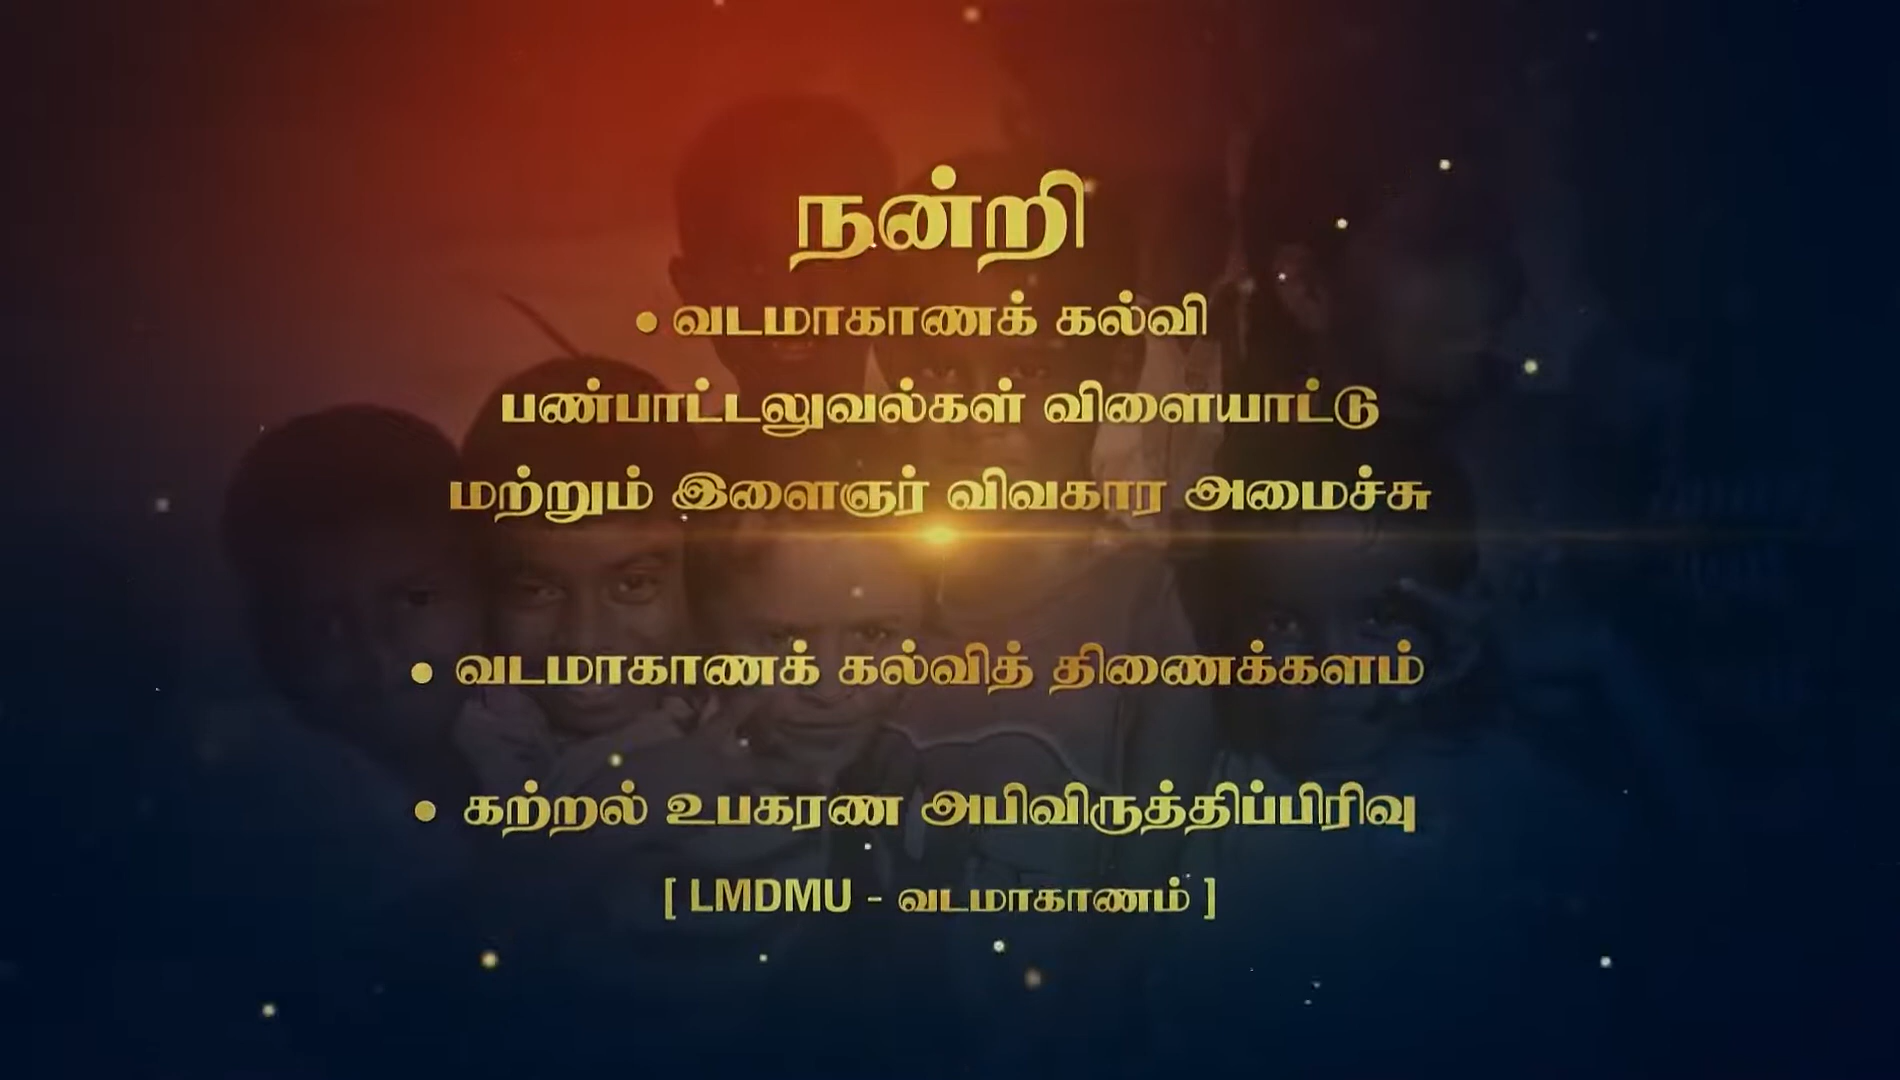 நன்றி
• வடமாகாணக் கல்வி
பண்பாட்டலுவல்கள் விளையாட்டு
மற்றும் இளைஞர் விவகார அமைச்சு
• வடமாகாணக் கல்வித் திணைக்களம்
• கற்றல் உபகரண அபிவிருத்திப்பிரிவு
[ LMDMU - வடமாகாணம் ]